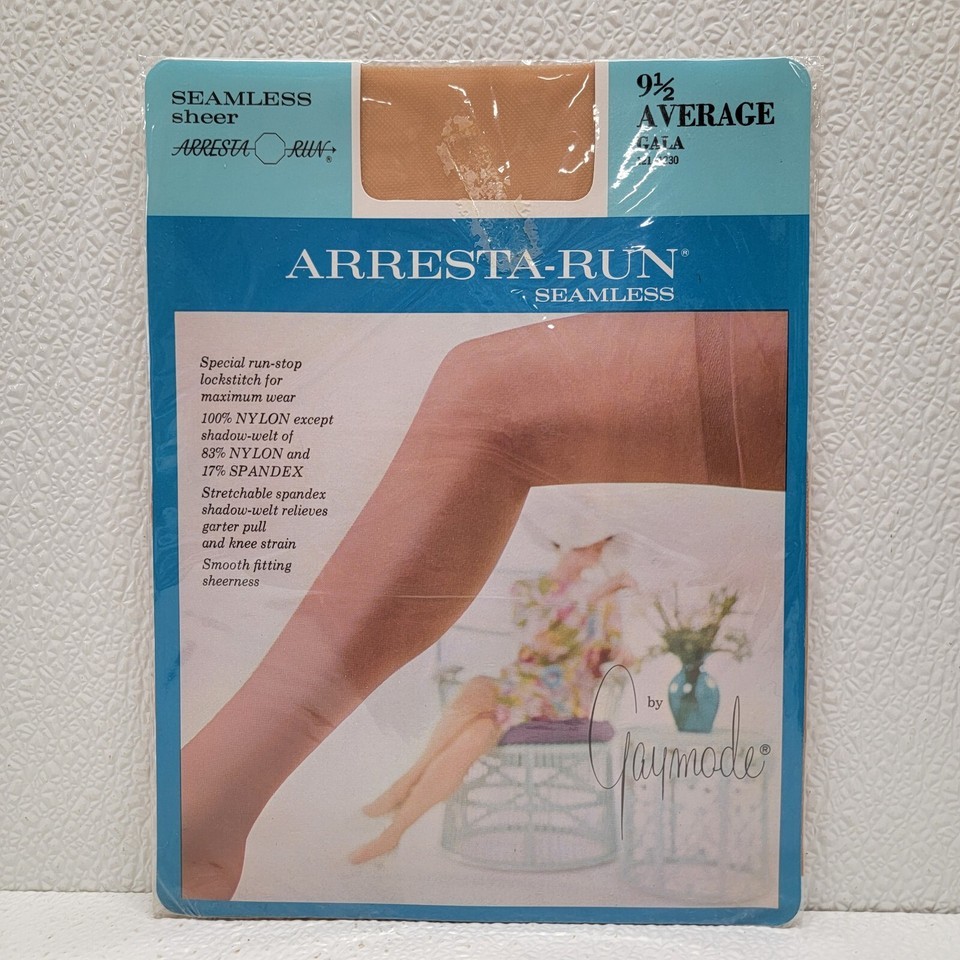 SEAMLESS
sheer
ARRESTA RUN®
9½
AVERAGE
GALA
ARRESTA-RUN®
SEAMLESS
Special run-stop
lockstitch for
maximum wear
100% NYLON except
shadow-welt of
83% NYLON and
17% SPANDEX
Stretchable spandex
shadow-welt relieves
garter pull
and knee strain
Smooth fitting
sheerness
by
Gaymode®